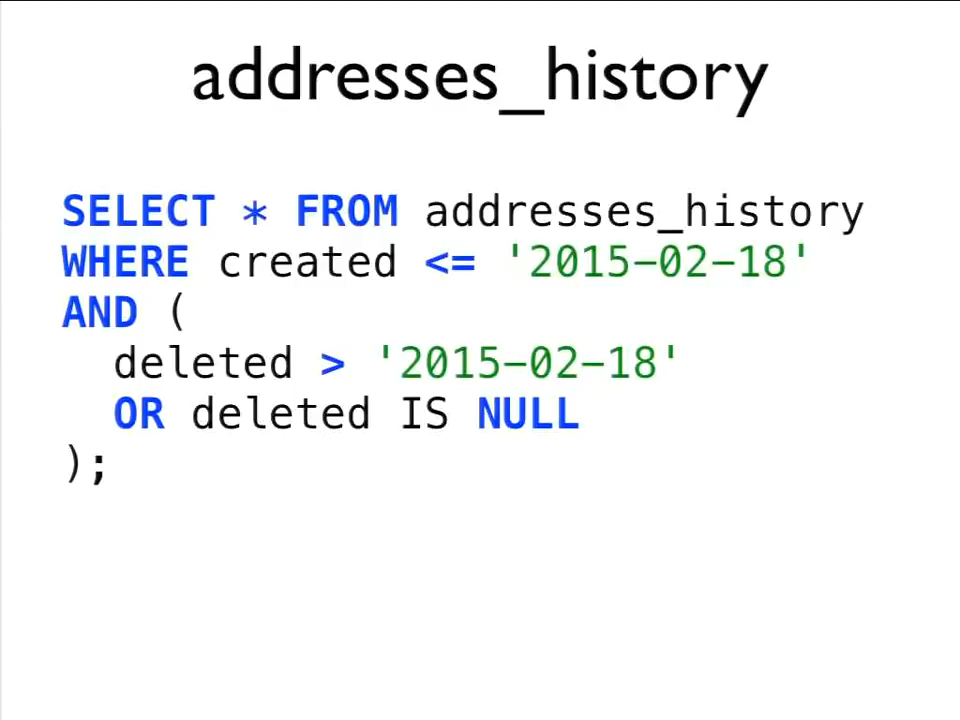 addresses_history
SELECT * FROM addresses_history
WHERE created <= '2015-02-18'
AND (
deleted > '2015-02-18'
OR deleted IS NULL
);